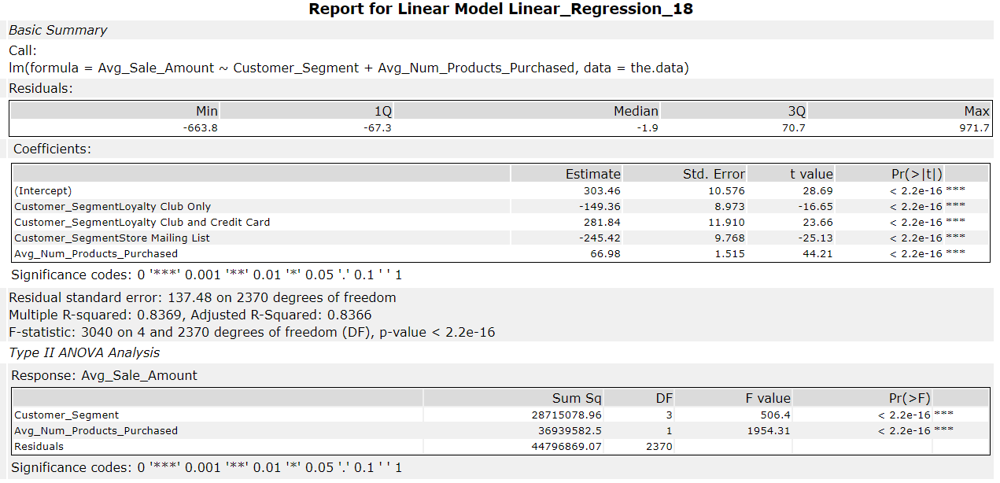 Report for Linear Model Linear_Regression_18
Basic Summary
Call:
lm(formula = Avg_Sale_Amount ~ Customer_Segment + Avg_Num_Products_Purchased, data = the.data)
Residuals:
Min 1Q Median 3Q Max
-663.8 -67.3 -1.9 70.7 971.7
Coefficients:
Estimate Std. Error t value Pr(>|t|)
(Intercept) 303.46 10.576 28.69 < 2.2e-16 ***
Customer_SegmentLoyalty Club Only -149.36 8.973 -16.65 < 2.2e-16 ***
Customer_SegmentLoyalty Club and Credit Card 281.84 11.910 23.66 < 2.2e-16 ***
Customer_SegmentStore Mailing List -245.42 9.768 -25.13 < 2.2e-16 ***
Avg_Num_Products_Purchased 66.98 1.515 44.21 < 2.2e-16 ***
Significance codes: 0 '***' 0.001 '**' 0.01 '*' 0.05 '.' 0.1 ' ' 1
Residual standard error: 137.48 on 2370 degrees of freedom
Multiple R-squared: 0.8369, Adjusted R-Squared: 0.8366
F-statistic: 3040 on 4 and 2370 degrees of freedom (DF), p-value < 2.2e-16
Type II ANOVA Analysis
Response: Avg_Sale_Amount
Sum Sq DF F value Pr(>F)
Customer_Segment 28715078.96 3 506.4 < 2.2e-16 ***
Avg_Num_Products_Purchased 36939582.5 1 1954.31 < 2.2e-16 ***
Residuals 44796869.07 2370
Significance codes: 0 '***' 0.001 '**' 0.01 '*' 0.05 '.' 0.1 ' ' 1